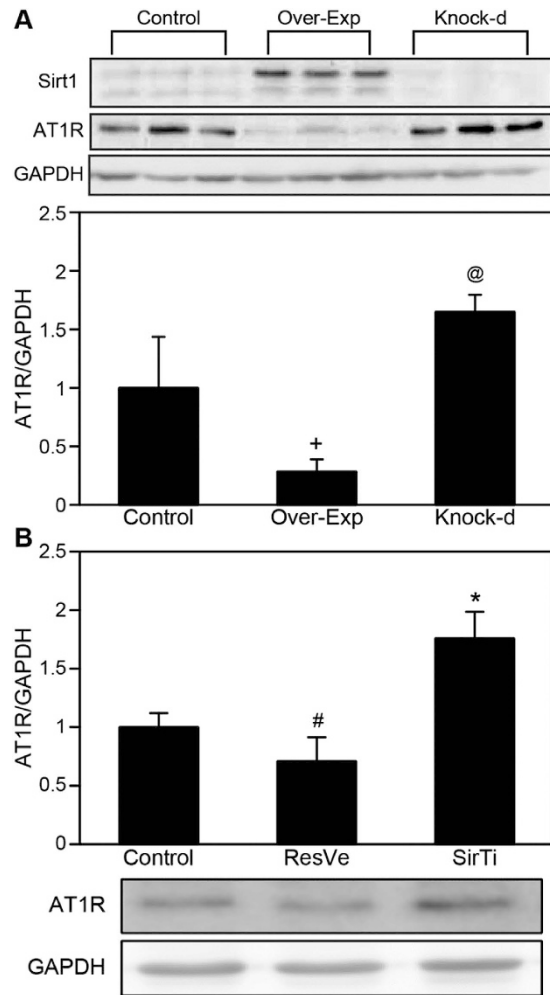 A
Control Over-Exp Knock-d
Sirt1
AT1R
GAPDH
2.5
2
1.5
1
0.5
0
AT1R/GAPDH
+
@
Control Over-Exp Knock-d
B
2.5
2
1.5
1
0.5
0
AT1R/GAPDH
#
*
Control ResVe SirTi
AT1R
GAPDH